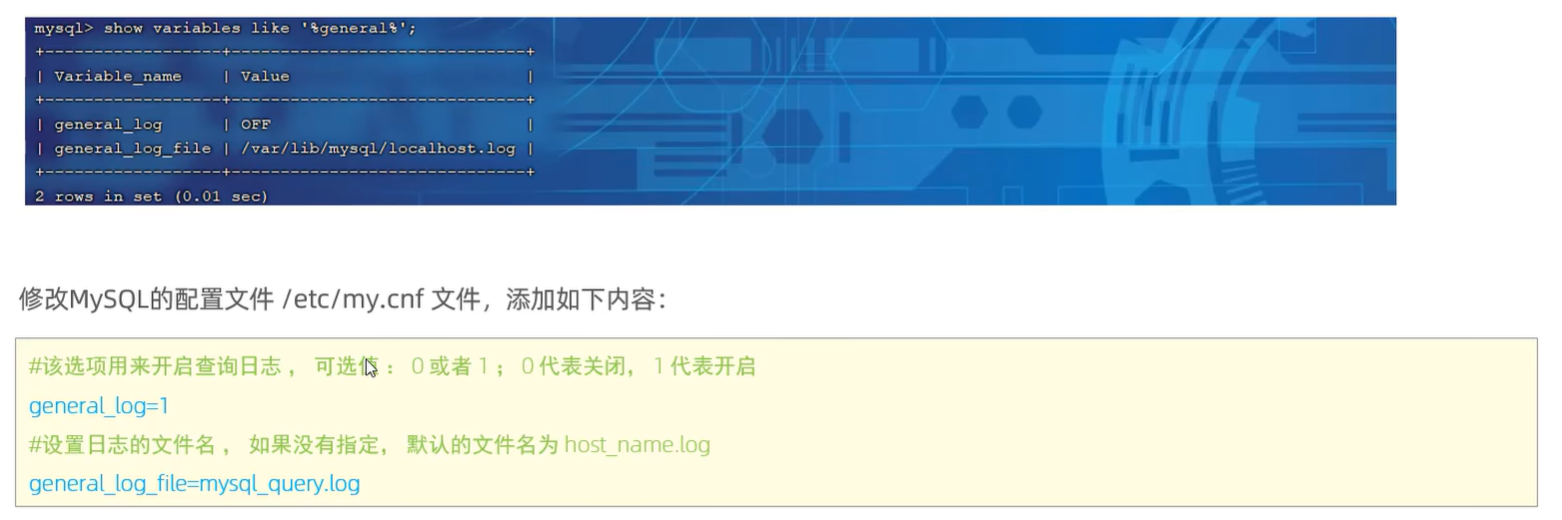 mysql> show variables like '%general%';
+------------------+------------------------------+
| Variable_name    | Value                        |
+------------------+------------------------------+
| general_log      | OFF                          |
| general_log_file | /var/lib/mysql/localhost.log |
+------------------+------------------------------+
2 rows in set (0.01 sec)
修改MySQL的配置文件 /etc/my.cnf 文件，添加如下内容：
#该选项用来开启查询日志 ， 可选值 ： 0 或者 1 ； 0 代表关闭， 1 代表开启
general_log=1
#设置日志的文件名 ， 如果没有指定， 默认的文件名为 host_name.log
general_log_file=mysql_query.log